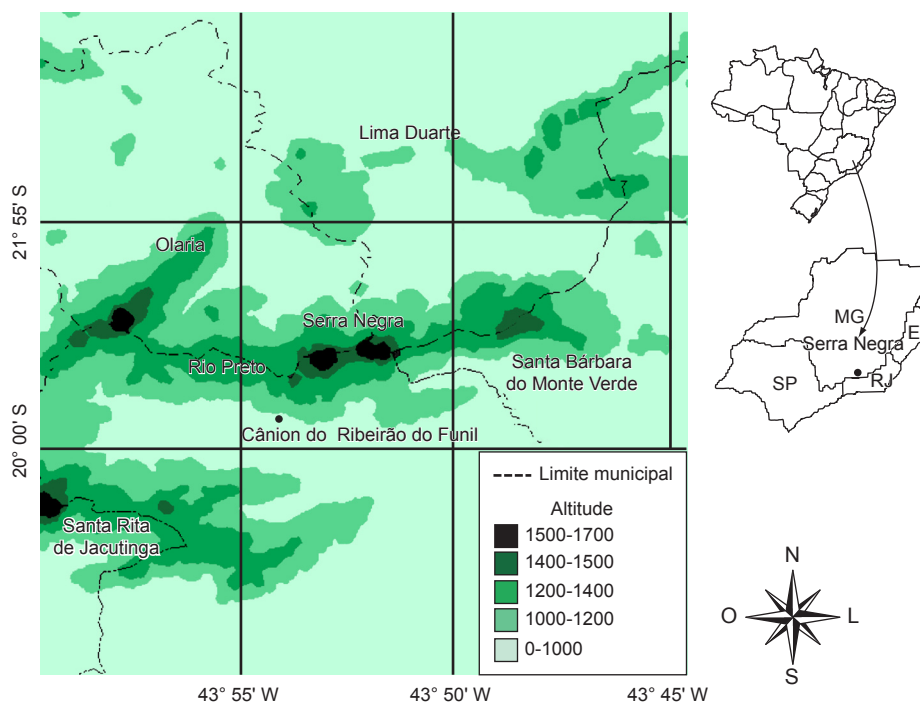 Lima Duarte
21° 55' S
Olaria
Serra Negra
Rio Preto
Santa Bárbara
do Monte Verde
Cânion do Ribeirão do Funil
20° 00' S
Santa Rita
de Jacutinga
Limite municipal
Altitude
1500-1700
1400-1500
1200-1400
1000-1200
0-1000
43° 55' W
43° 50' W
43° 45' W
MG
Serra Negra
E
SP
RJ
N
O
L
S